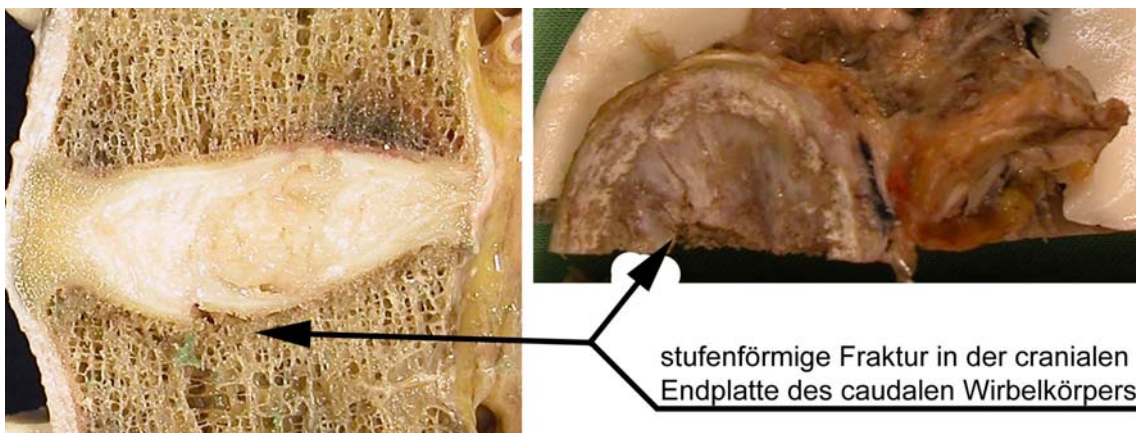 stufenförmige Fraktur in der cranialen
Endplatte des caudalen Wirbelkörpers